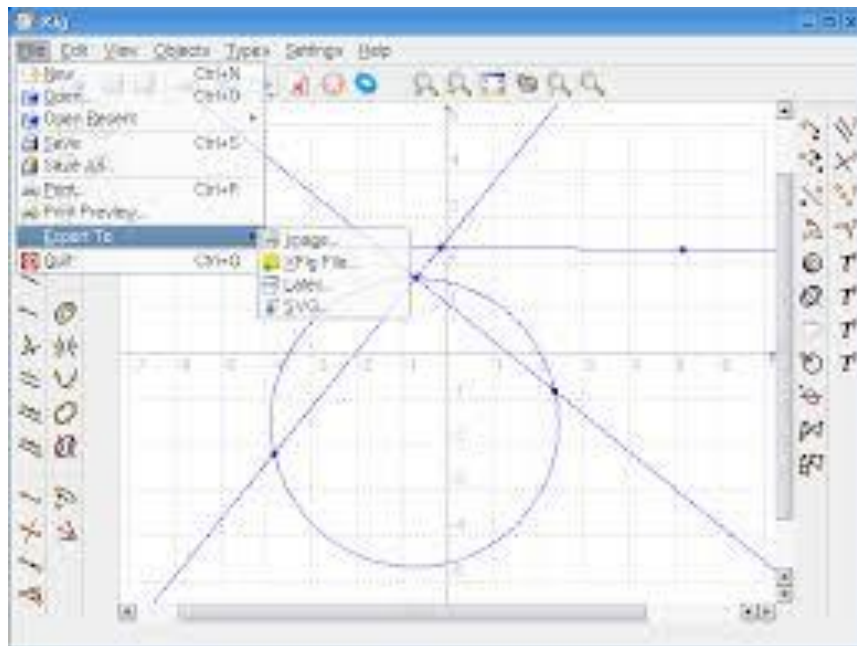 Kig
File Edit View Objects Types Settings Help
New Ctrl+N
Open... Ctrl+O
Open Recent
Save Ctrl+S
Save As...
Print... Ctrl+P
Print Preview...
Export To
Quit Ctrl+Q
Image...
XFig File...
Latex...
SVG...